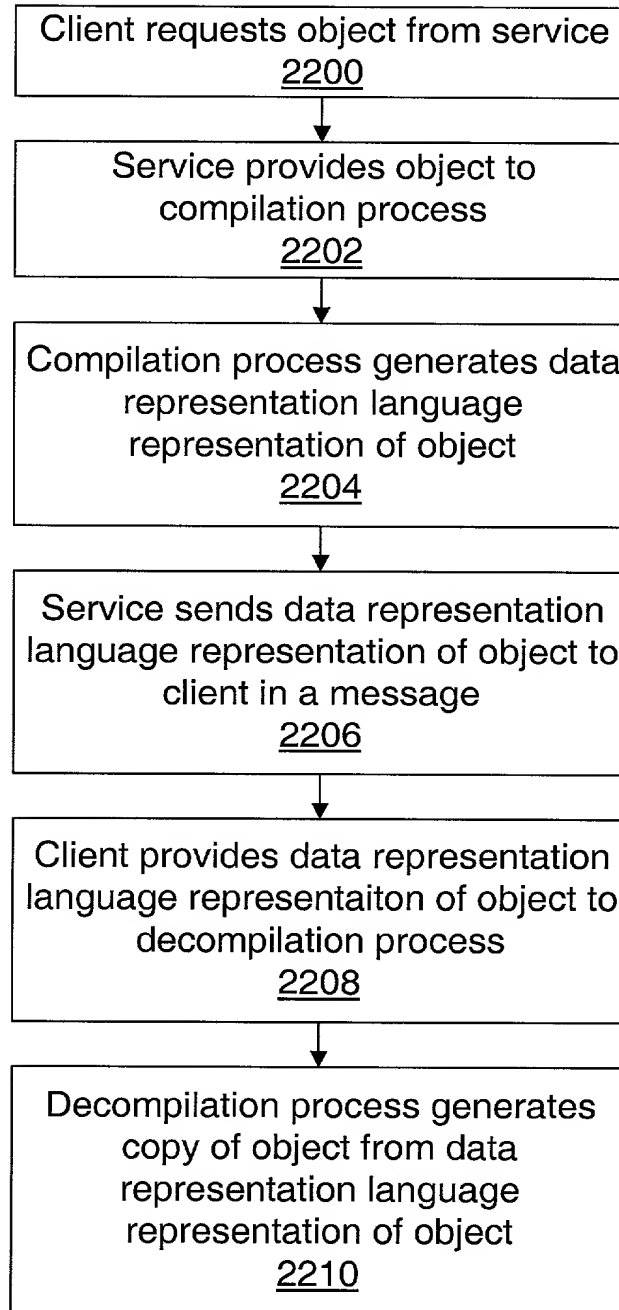 Client requests object from service
2200
Service provides object to
compilation process
2202
Compilation process generates data
representation language
representation of object
2204
Service sends data representation
language representation of object to
client in a message
2206
Client provides data representation
language representaiton of object to
decompilation process
2208
Decompilation process generates
copy of object from data
representation language
representation of object
2210